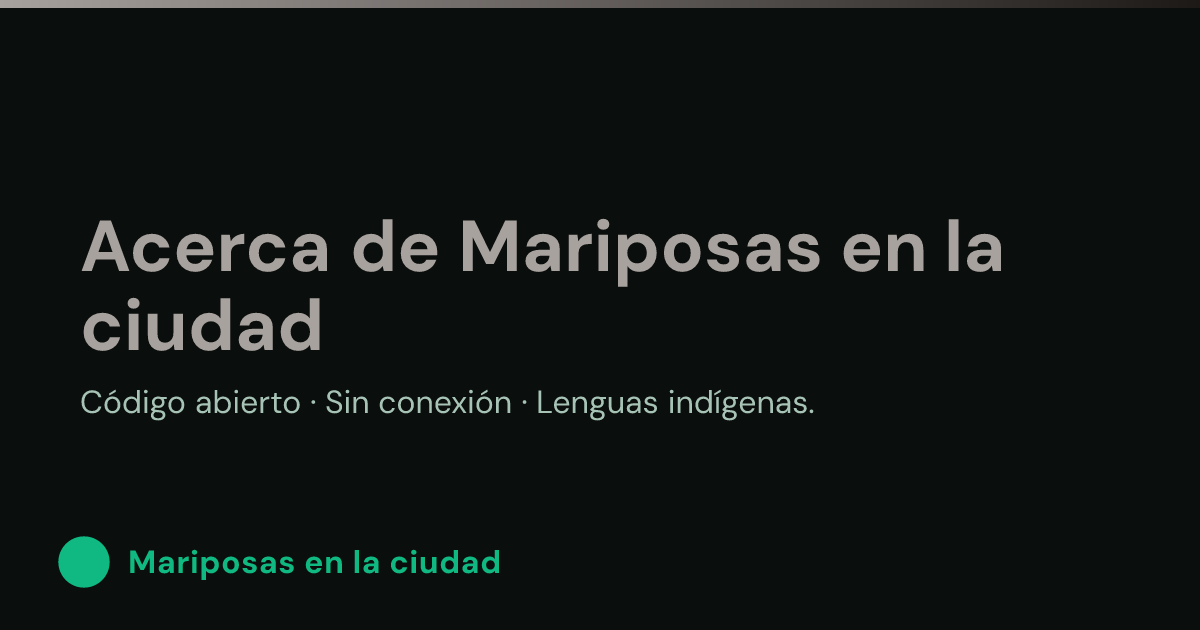 Acerca de Mariposas en la
ciudad
Código abierto · Sin conexión · Lenguas indígenas.
Mariposas en la ciudad